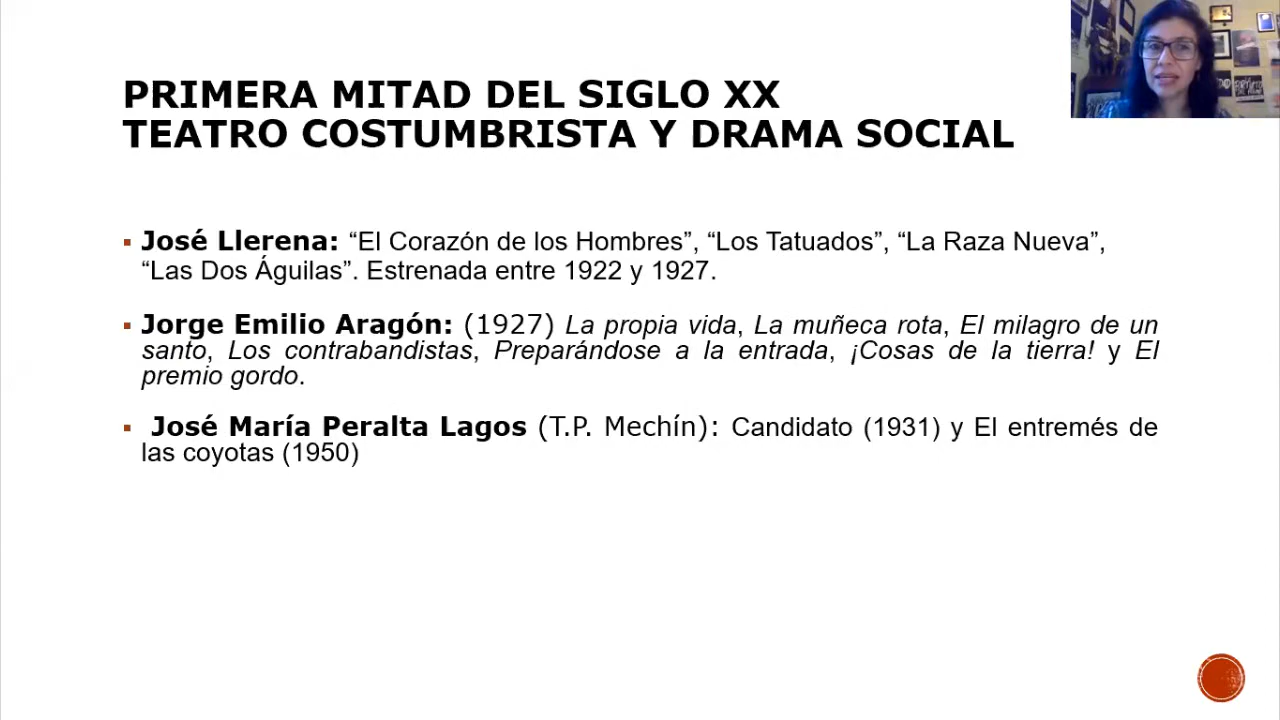 PRIMERA MITAD DEL SIGLO XX
TEATRO COSTUMBRISTA Y DRAMA SOCIAL
▪ José Llerena: “El Corazón de los Hombres”, “Los Tatuados”, “La Raza Nueva”,
“Las Dos Águilas”. Estrenada entre 1922 y 1927.
▪ Jorge Emilio Aragón: (1927) La propia vida, La muñeca rota, El milagro de un
santo, Los contrabandistas, Preparándose a la entrada, ¡Cosas de la tierra! y El
premio gordo.
▪ José María Peralta Lagos (T.P. Mechín): Candidato (1931) y El entremés de
las coyotas (1950)